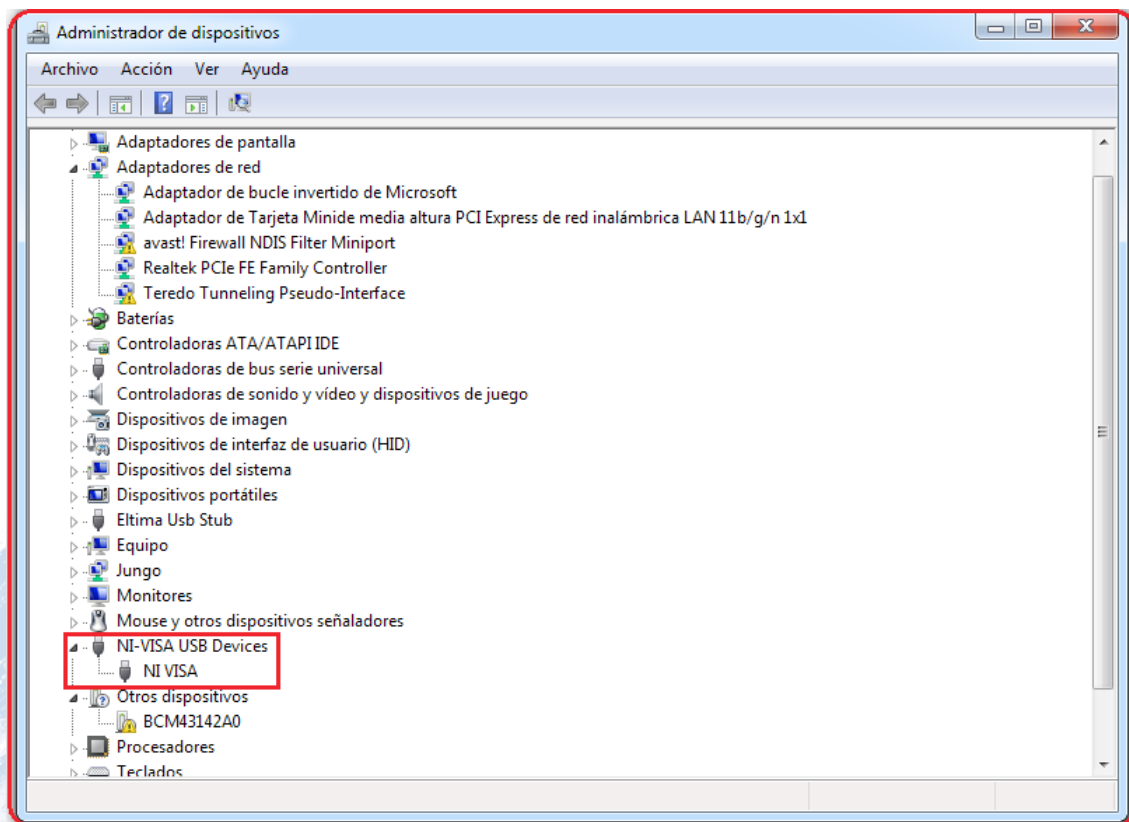 Administrador de dispositivos
Archivo Acción Ver Ayuda
Adaptadores de pantalla
Adaptadores de red
Adaptador de bucle invertido de Microsoft
Adaptador de Tarjeta Minide media altura PCI Express de red inalámbrica LAN 11b/g/n 1x1
avast! Firewall NDIS Filter Miniport
Realtek PCIe FE Family Controller
Teredo Tunneling Pseudo-Interface
Baterías
Controladoras ATA/ATAPI IDE
Controladoras de bus serie universal
Controladoras de sonido y vídeo y dispositivos de juego
Dispositivos de imagen
Dispositivos de interfaz de usuario (HID)
Dispositivos del sistema
Dispositivos portátiles
Eltima Usb Stub
Equipo
Jungo
Monitores
Mouse y otros dispositivos señaladores
NI-VISA USB Devices
NI VISA
Otros dispositivos
BCM43142A0
Procesadores
Teclados